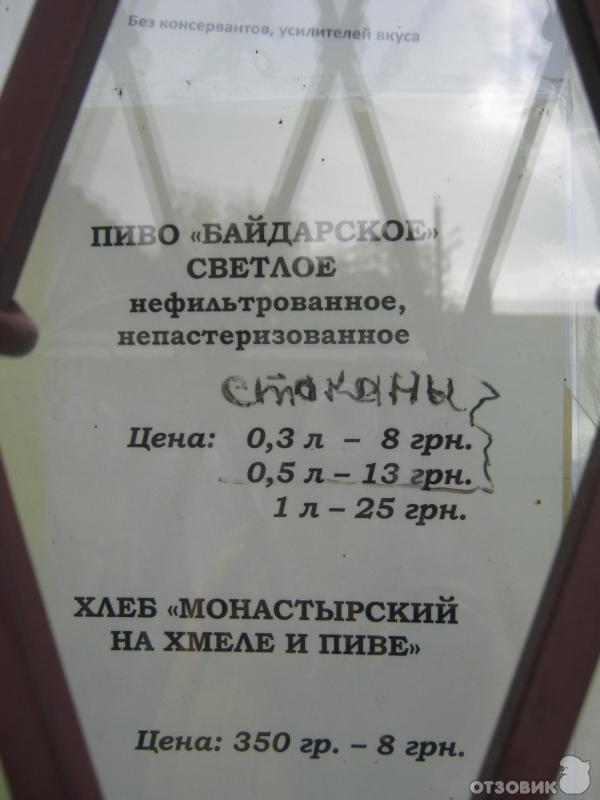 Без консервантов, усилителей вкуса
ПИВО «БАЙДАРСКОЕ»
СВЕТЛОЕ
нефильтрованное,
непастеризованное
стаканы
Цена: 0,3 л – 8 грн.
0,5 л – 13 грн.
1 л – 25 грн.
ХЛЕБ «МОНАСТЫРСКИЙ
НА ХМЕЛЕ И ПИВЕ»
Цена: 350 гр. – 8 грн.
ОТЗОВИК